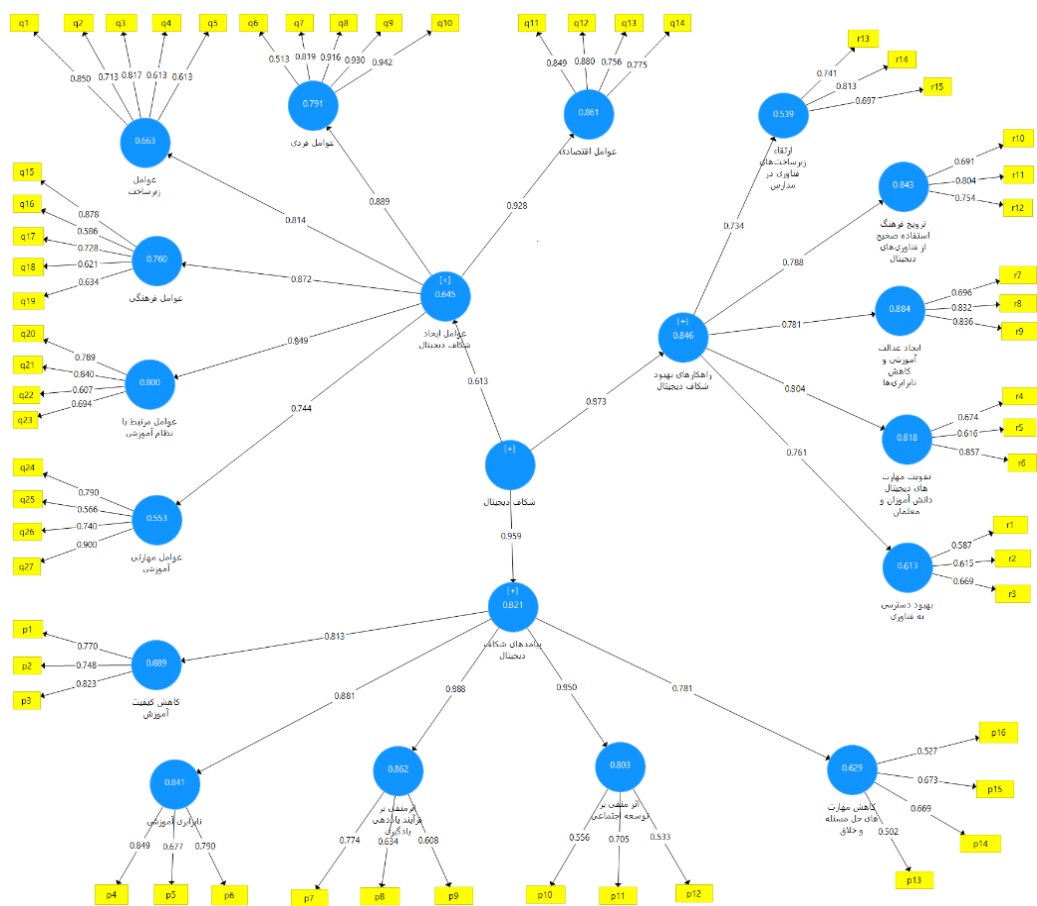 q1 q2 q3 q4 q5 q6 q7 q8 q9 q10 q11 q12 q13 q14
0.850 0.713 0.817 0.613 0.613
0.513 0.819 0.916 0.930 0.942
0.849 0.880 0.756 0.775
0.663
عوامل
زیرساخت
0.791
عوامل فردی
0.861
عوامل اقتصادی
r13
r14
r15
0.741
0.813
0.697
0.539
ارتقاء
زیرساخت‌های
فناوری در
مدارس
r10
r11
r12
0.691
0.804
0.754
0.843
ترویج فرهنگ
استفاده صحیح
از فناوری‌های
دیجیتال
q15
q16
q17
q18
q19
0.878
0.586
0.728
0.621
0.634
0.760
عوامل فرهنگی
0.814
0.889
0.928
0.872
0.849
0.744
[+]
0.645
عوامل ایجاد
شکاف دیجیتال
0.734
0.788
0.781
0.804
0.761
[+]
0.846
راهکارهای بهبود
شکاف دیجیتال
r7
r8
r9
0.696
0.832
0.836
0.884
ایجاد عدالت
آموزشی و
کاهش
نابرابری‌ها
q20
q21
q22
q23
0.789
0.840
0.607
0.694
0.800
عوامل مرتبط با
نظام آموزشی
0.613
0.973
r4
r5
r6
0.674
0.616
0.857
0.818
تقویت مهارت
های دیجیتال
دانش آموزان و
معلمان
q24
q25
q26
q27
0.790
0.566
0.740
0.900
0.553
عوامل مهارتی
آموزشی
[+]
شکاف دیجیتال
0.959
r1
r2
r3
0.587
0.615
0.669
0.613
بهبود دسترسی
به فناوری
[+]
0.821
پیامدهای شکاف
دیجیتال
p1
p2
p3
0.770
0.748
0.823
0.889
کاهش کیفیت
آموزش
0.813
0.881
0.988
0.950
0.781
0.841
نابرابری آموزشی
0.849 0.677 0.790
p4 p5 p6
0.862
اثرمنفی بر
فرآیند یاددهی
یادگیری
0.774 0.634 0.608
p7 p8 p9
0.803
اثر منفی بر
توسعه اجتماعی
0.556 0.705 0.533
p10 p11 p12
0.629
کاهش مهارت
های حل مسئله
و خلاق
0.527
0.673
0.669
0.502
p16
p15
p14
p13